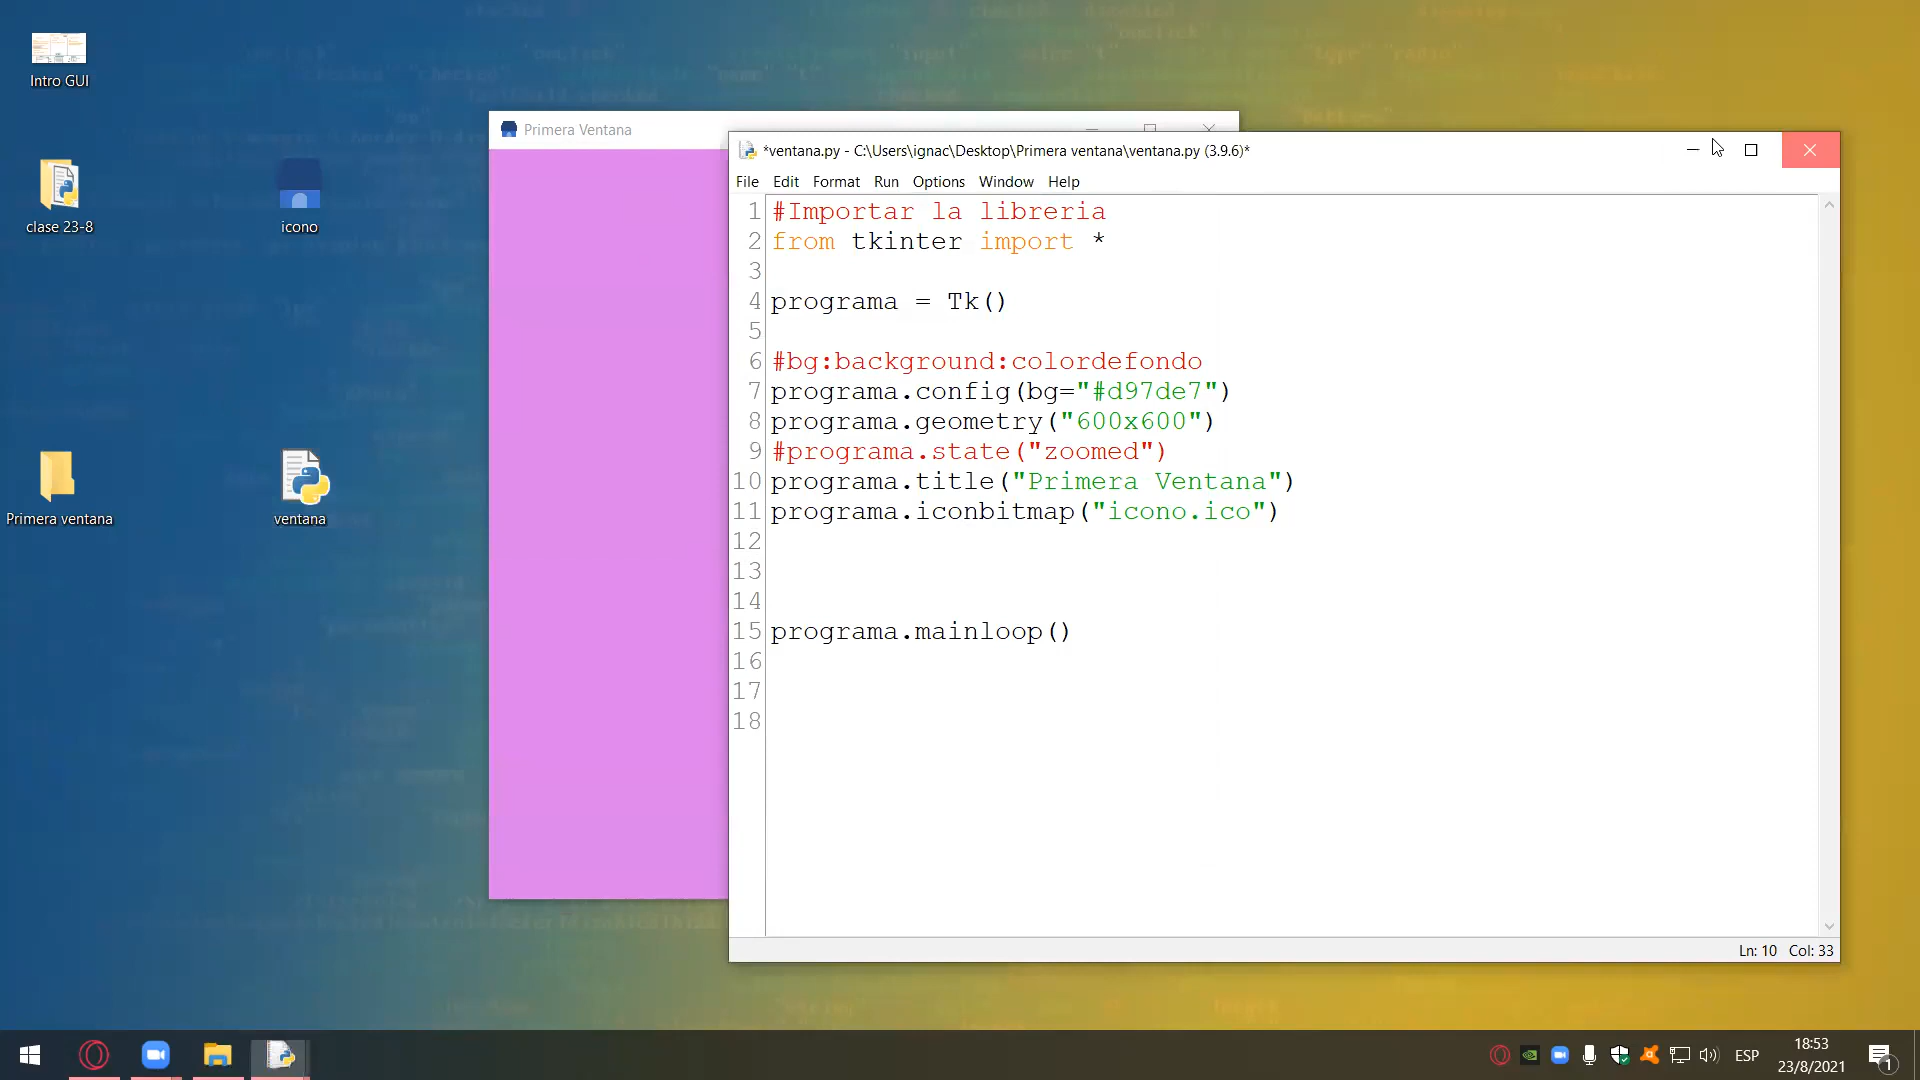 Intro GUI
clase 23-8
icono
Primera ventana
ventana
Primera Ventana
*ventana.py - C:\Users\ignac\Desktop\Primera ventana\ventana.py (3.9.6)*
File Edit Format Run Options Window Help
1 #Importar la libreria
2 from tkinter import *
3
4 programa = Tk()
5
6 #bg:background:colordefondo
7 programa.config(bg="#d97de7")
8 programa.geometry("600x600")
9 #programa.state("zoomed")
10 programa.title("Primera Ventana")
11 programa.iconbitmap("icono.ico")
12
13
14
15 programa.mainloop()
16
17
18
Ln: 10 Col: 33
ESP
18:53
23/8/2021
1